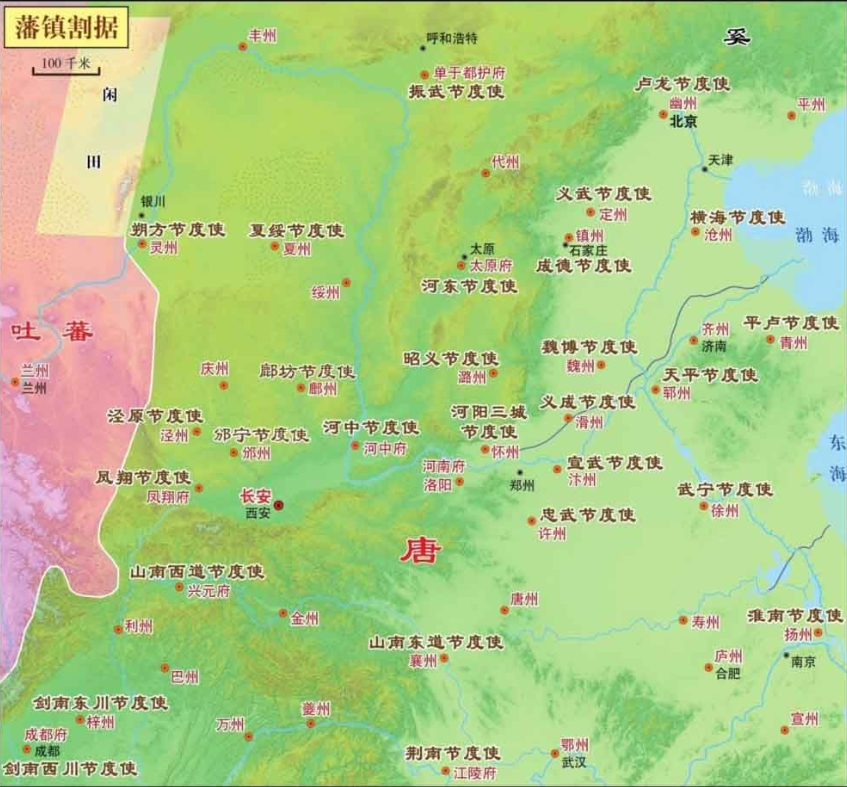 藩镇割据
100 千米
闲
田
丰州
呼和浩特
单于都护府
振武节度使
奚
卢龙节度使
幽州
北京
平州
天津
渤海
渤海
代州
银川
朔方节度使
灵州
夏绥节度使
夏州
义武节度使
定州
镇州
石家庄
成德节度使
横海节度使
沧州
太原
太原府
河东节度使
绥州
吐蕃
兰州
兰州
庆州
鄜坊节度使
鄜州
昭义节度使
潞州
魏博节度使
魏州
齐州
济南
平卢节度使
青州
天平节度使
郓州
泾原节度使
泾州
邠宁节度使
邠州
河中节度使
河中府
河阳三城
节度使
怀州
义成节度使
滑州
东
海
凤翔节度使
凤翔府
长安
西安
河南府
洛阳
郑州
宣武节度使
汴州
武宁节度使
徐州
忠武节度使
许州
唐
山南西道节度使
兴元府
金州
利州
巴州
唐州
寿州
淮南节度使
扬州
山南东道节度使
襄州
庐州
合肥
南京
剑南东川节度使
梓州
成都府
成都
剑南西川节度使
万州
夔州
荆南节度使
江陵府
鄂州
武汉
宣州